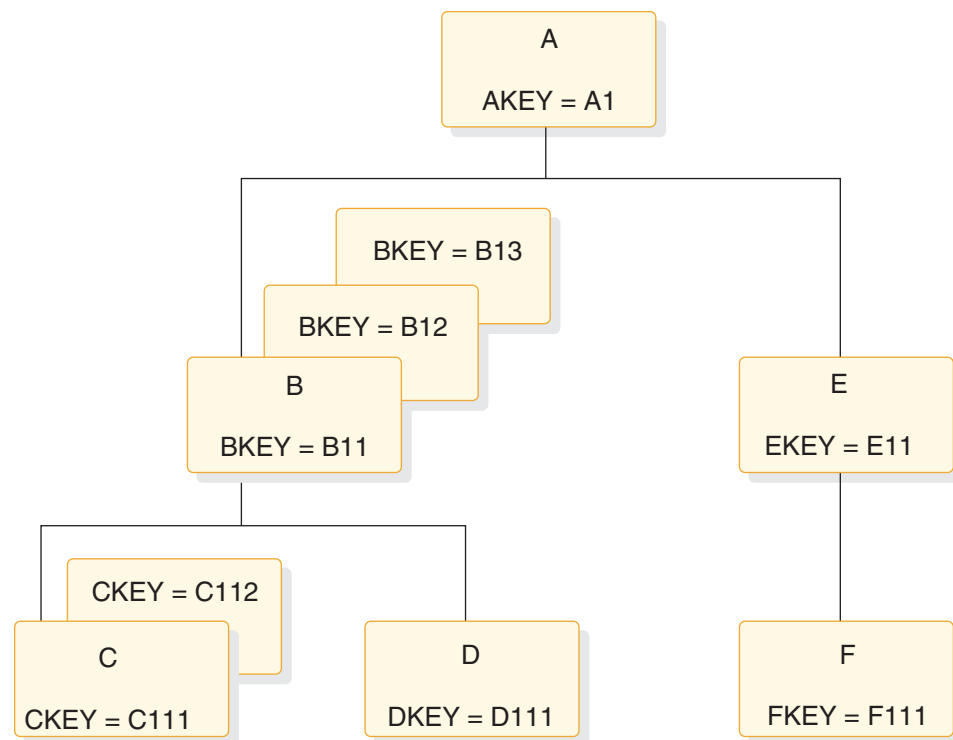 A
AKEY = A1
BKEY = B13
BKEY = B12
B
BKEY = B11
E
EKEY = E11
CKEY = C112
C
CKEY = C111
D
DKEY = D111
F
FKEY = F111